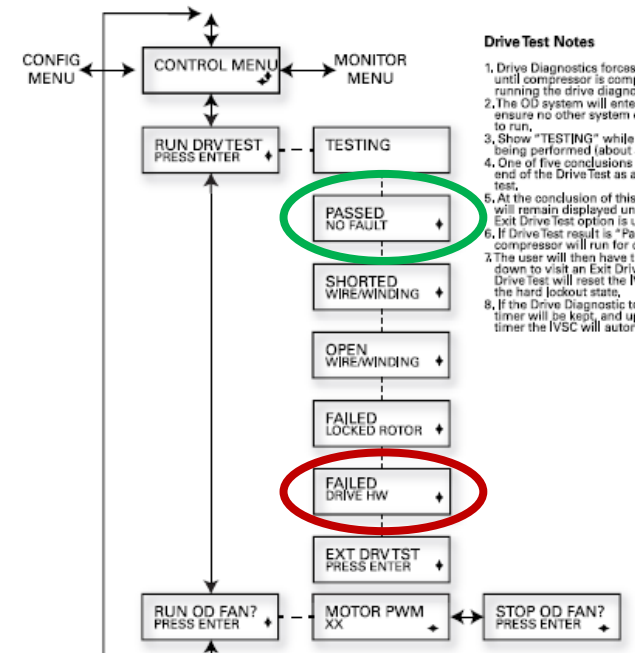 CONFIG
MENU
CONTROL MENU
MONITOR
MENU
RUN DRVTEST
PRESS ENTER
TESTING
PASSED
NO FAULT
SHORTED
WIRE/WINDING
OPEN
WIRE/WINDING
FAILED
LOCKED ROTOR
FAILED
DRIVE HW
EXT DRVTST
PRESS ENTER
RUN OD FAN?
PRESS ENTER
MOTOR PWM
XX
STOP OD FAN?
PRESS ENTER
Drive Test Notes
1. Drive Diagnostics forces
until compressor is comp
running the drive diagno
2. The OD system will ente
ensure no other system
to run.
3. Show "TESTING" while
being performed (about
4. One of five conclusions
end of the Drive Test as a
test.
5. At the conclusion of this
will remain displayed un
Exit Drive Test option is u
6. If Drive Test result is "Pa
compressor will run for
7. The user will then have t
down to visit an Exit Driv
Drive Test will reset the I
the hard lockout state.
8. If the Drive Diagnostic to
timer will be kept, and up
timer the IVSC will autor